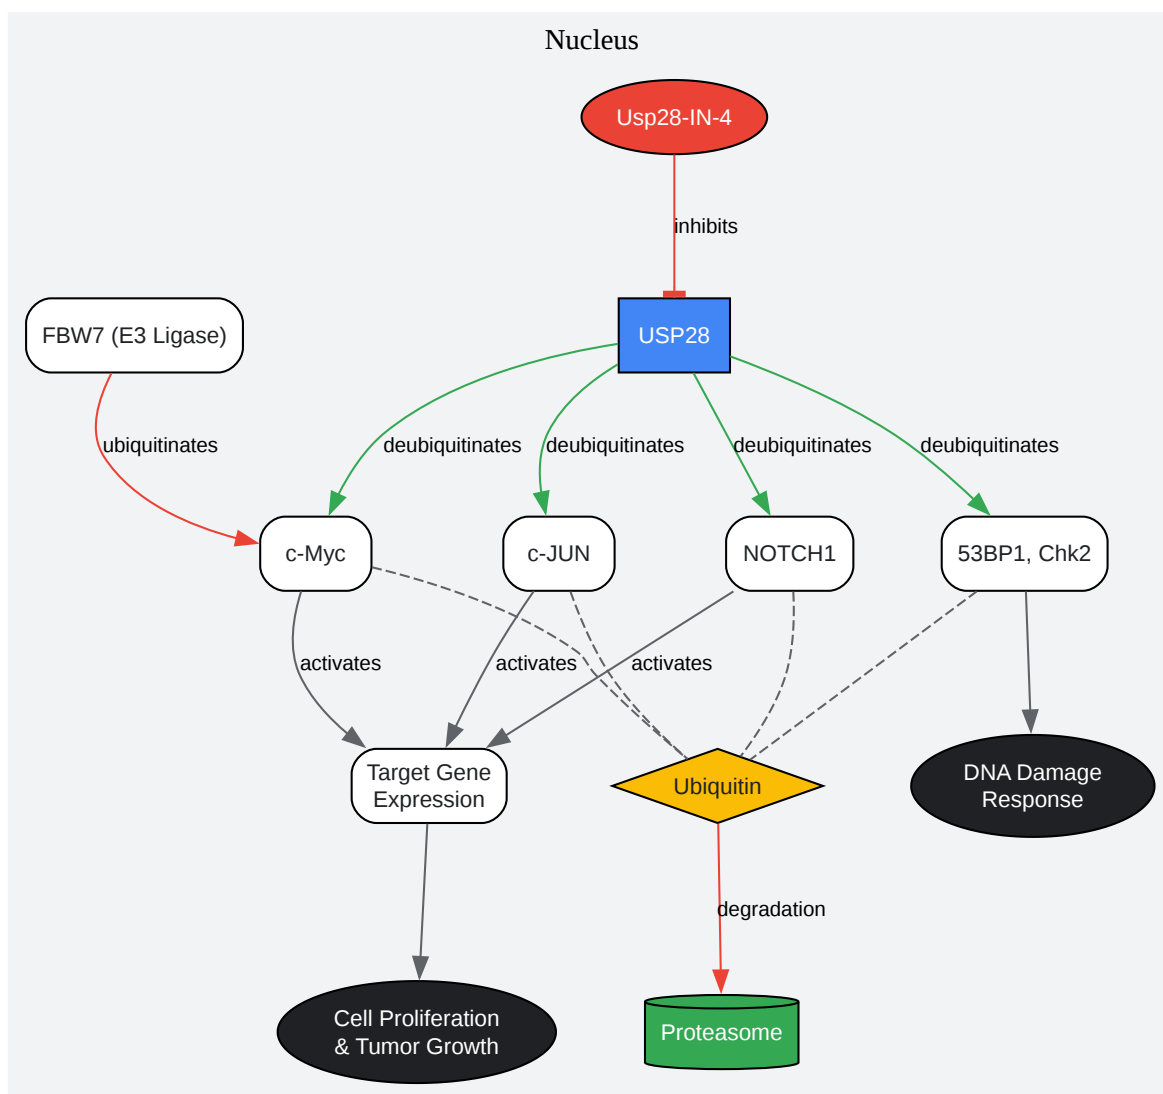 Nucleus
Usp28-IN-4
inhibits
FBW7 (E3 Ligase)
USP28
ubiquitinates
deubiquitinates
deubiquitinates
deubiquitinates
deubiquitinates
c-Myc
c-JUN
NOTCH1
53BP1, Chk2
activates
activates
activates
Target Gene
Expression
Ubiquitin
DNA Damage
Response
degradation
Cell Proliferation
& Tumor Growth
Proteasome